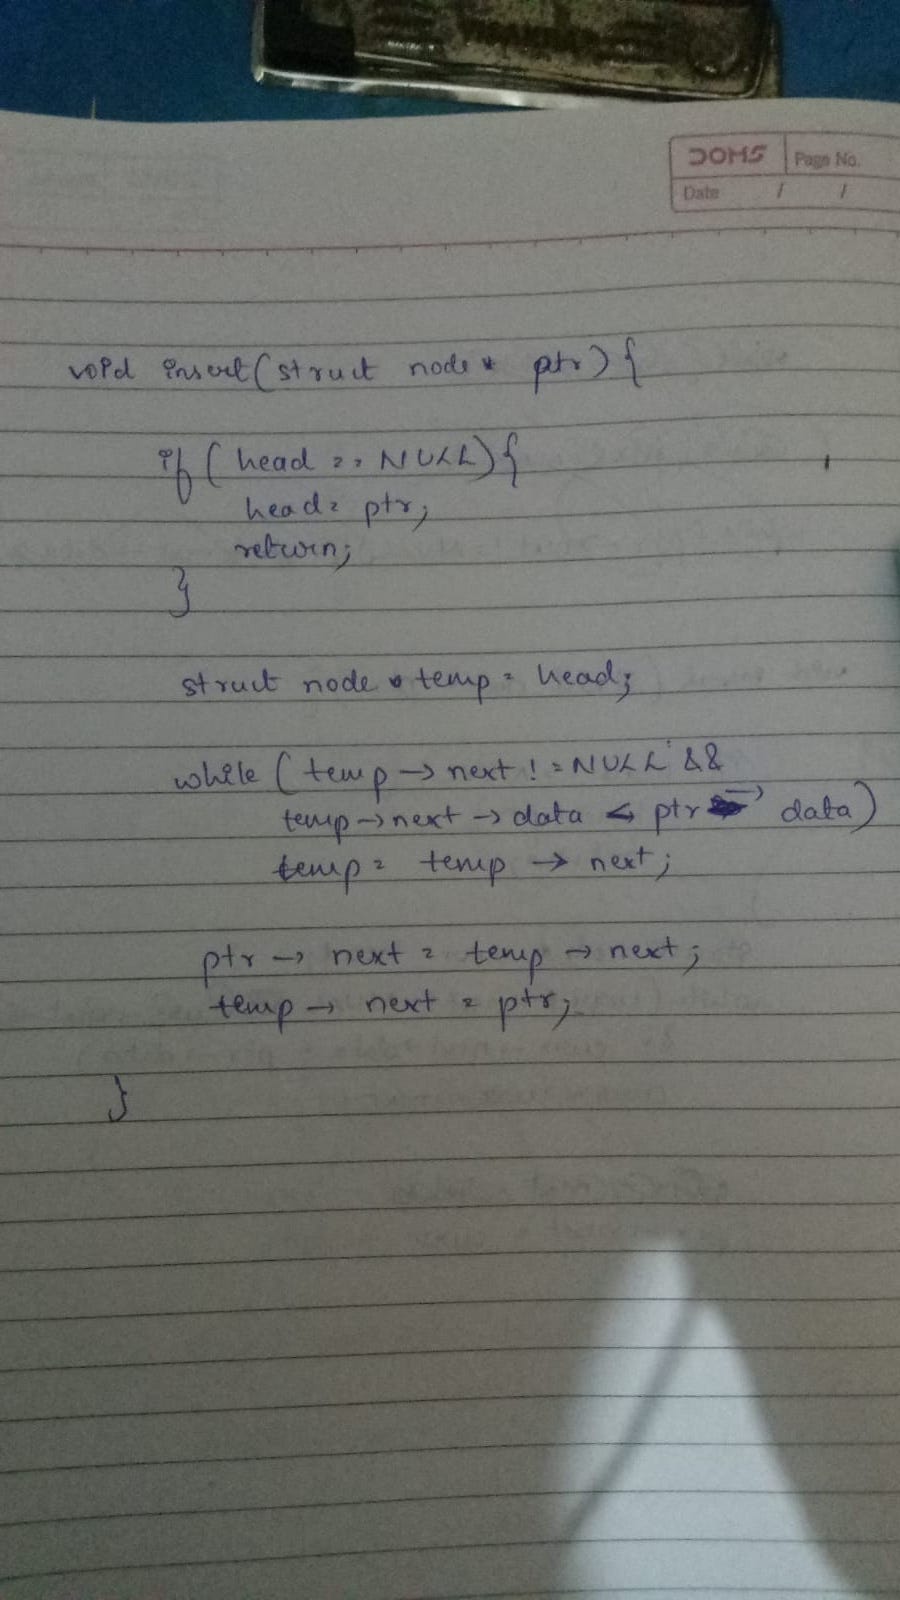 DOMS
Page No.
Date / /
void insert(struct node * ptr){
if (head == NULL){
head = ptr;
return;
}
struct node * temp = head;
while (temp -> next != NULL &&
temp -> next -> data < ptr -> data)
temp = temp -> next;
ptr -> next = temp -> next;
temp -> next = ptr;
}